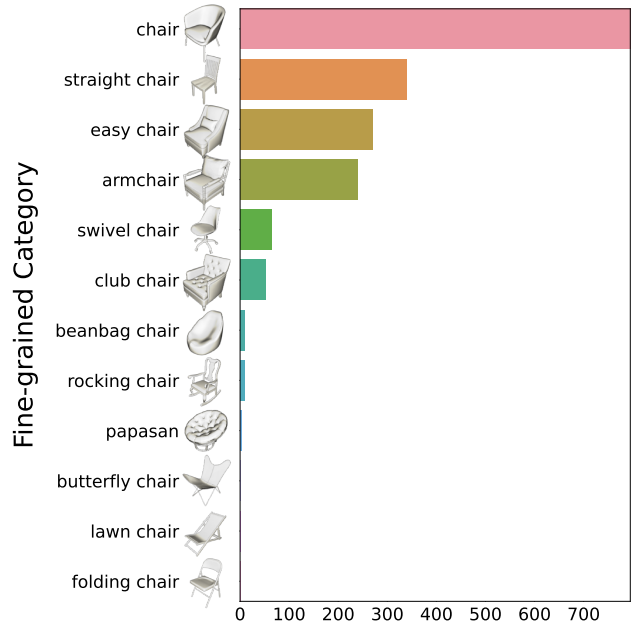 Fine-grained Category
chair
straight chair
easy chair
armchair
swivel chair
club chair
beanbag chair
rocking chair
papasan
butterfly chair
lawn chair
folding chair
0 100 200 300 400 500 600 700